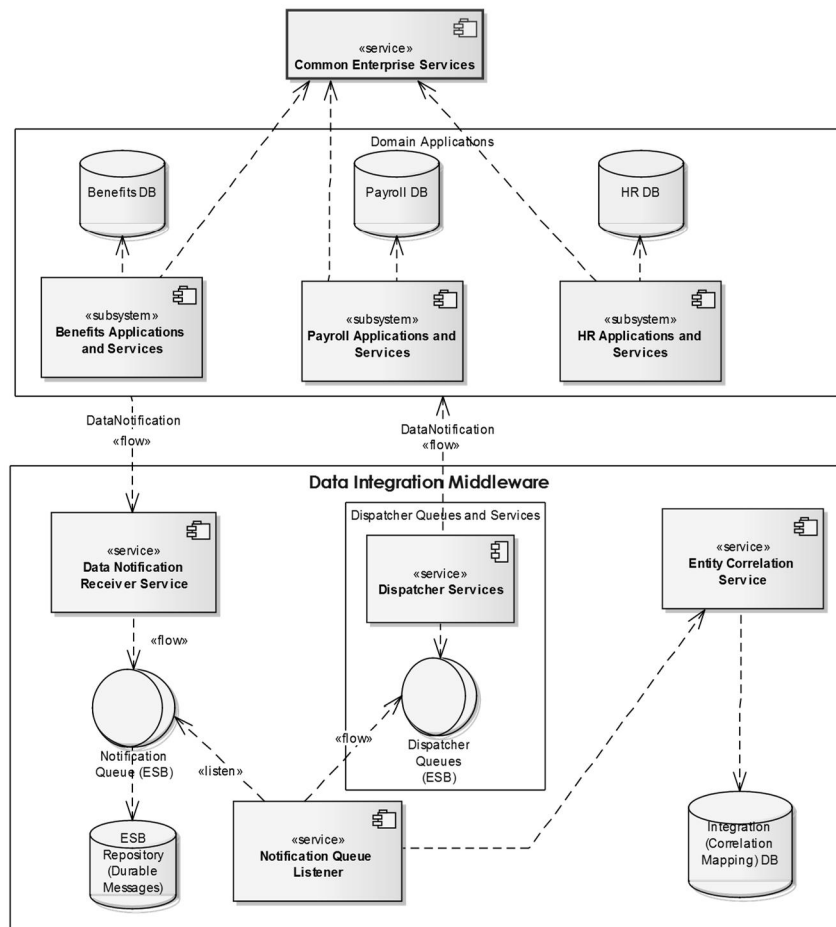 «service»
Common Enterprise Services
Domain Applications
Benefits DB
Payroll DB
HR DB
«subsystem»
Benefits Applications
and Services
«subsystem»
Payroll Applications and
Services
«subsystem»
HR Applications and
Services
DataNotification
«flow»
DataNotification
«flow»
Data Integration Middleware
Dispatcher Queues and Services
«service»
Data Notification
Receiver Service
«service»
Dispatcher Services
«service»
Entity Correlation
Service
«flow»
Notification
Queue (ESB)
«listen»
«flow»
Dispatcher
Queues
(ESB)
ESB
Repository
(Durable
Messages)
«service»
Notification Queue
Listener
Integration
(Correlation
Mapping) DB